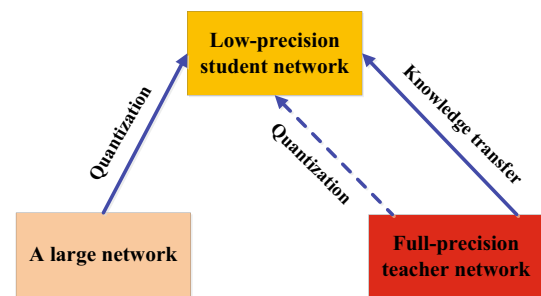 Low-precision
student network
Quantization
Quantization
Knowledge transfer
A large network
Full-precision
teacher network